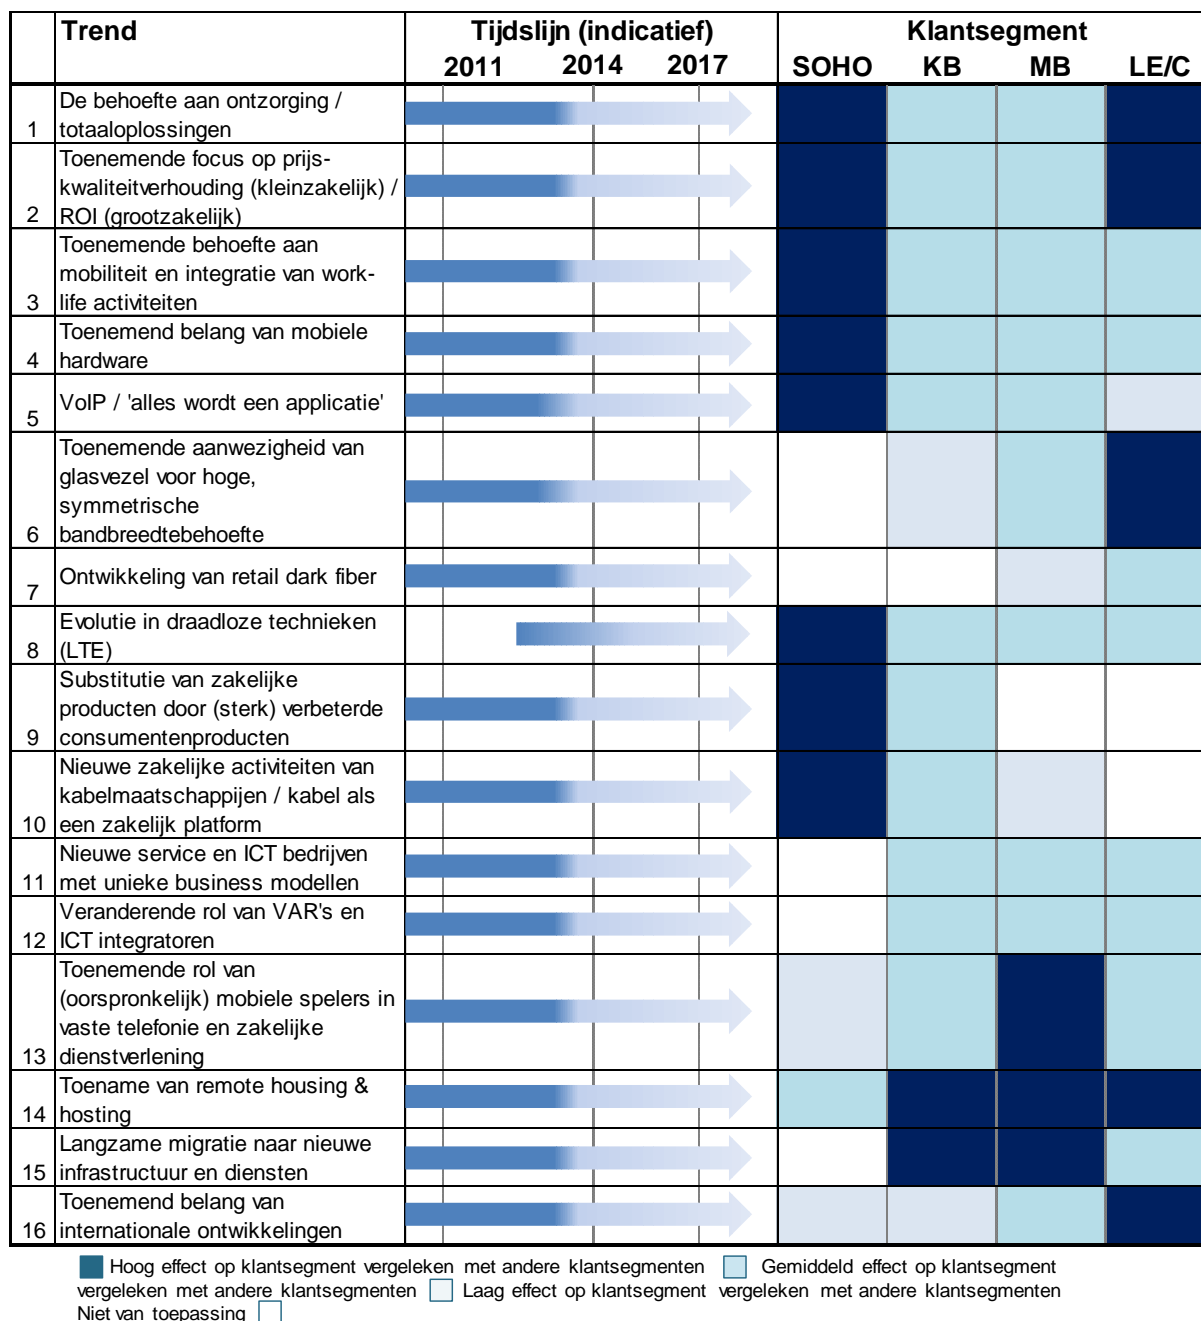 Trend Tijdslijn (indicatief) Klantsegment
2011 2014 2017 SOHO KB MB LE/C
De behoefte aan ontzorging /
1 totaaloplossingen
Toenemende focus op prijs-
kwaliteitverhouding (kleinzakelijk) /
2 ROI (grootzakelijk)
Toenemende behoefte aan
mobiliteit en integratie van work-
3 life activiteiten
Toenemend belang van mobiele
4 hardware
5 VoIP / 'alles wordt een applicatie'
Toenemende aanwezigheid van
glasvezel voor hoge,
symmetrische
6 bandbreedtebehoefte
7 Ontwikkeling van retail dark fiber
Evolutie in draadloze technieken
8 (LTE)
Substitutie van zakelijke
producten door (sterk) verbeterde
9 consumentenproducten
Nieuwe zakelijke activiteiten van
kabelmaatschappijen / kabel als
10 een zakelijk platform
Nieuwe service en ICT bedrijven
11 met unieke business modellen
Veranderende rol van VAR's en
12 ICT integratoren
Toenemende rol van
(oorspronkelijk) mobiele spelers in
vaste telefonie en zakelijke
13 dienstverlening
Toename van remote housing &
14 hosting
Langzame migratie naar nieuwe
15 infrastructuur en diensten
Toenemend belang van
16 internationale ontwikkelingen
Hoog effect op klantsegment vergeleken met andere klantsegmenten Gemiddeld effect op klantsegment
vergeleken met andere klantsegmenten Laag effect op klantsegment vergeleken met andere klantsegmenten
Niet van toepassing